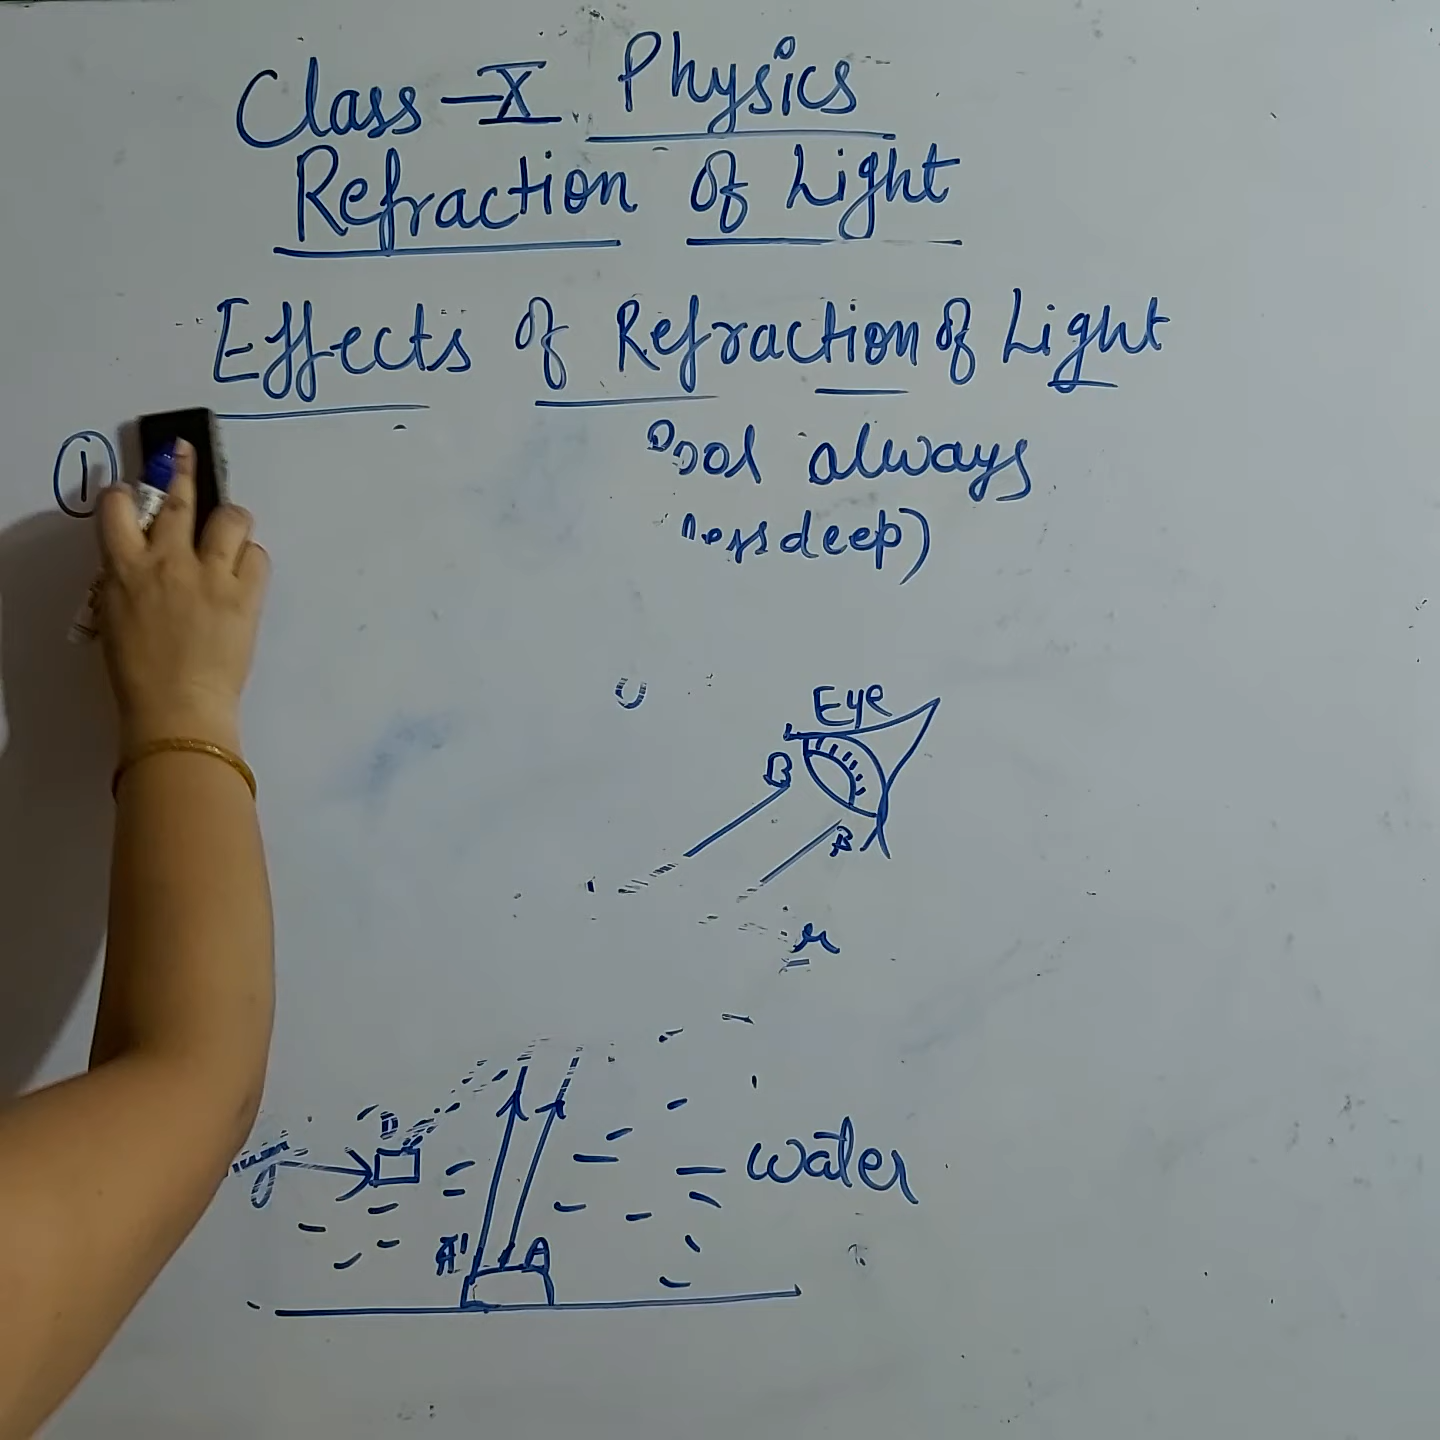 Class - X Physics
Refraction of Light
Effects of Refraction of Light
1
always
deep)
Eye
B
B
r
water
A'
A